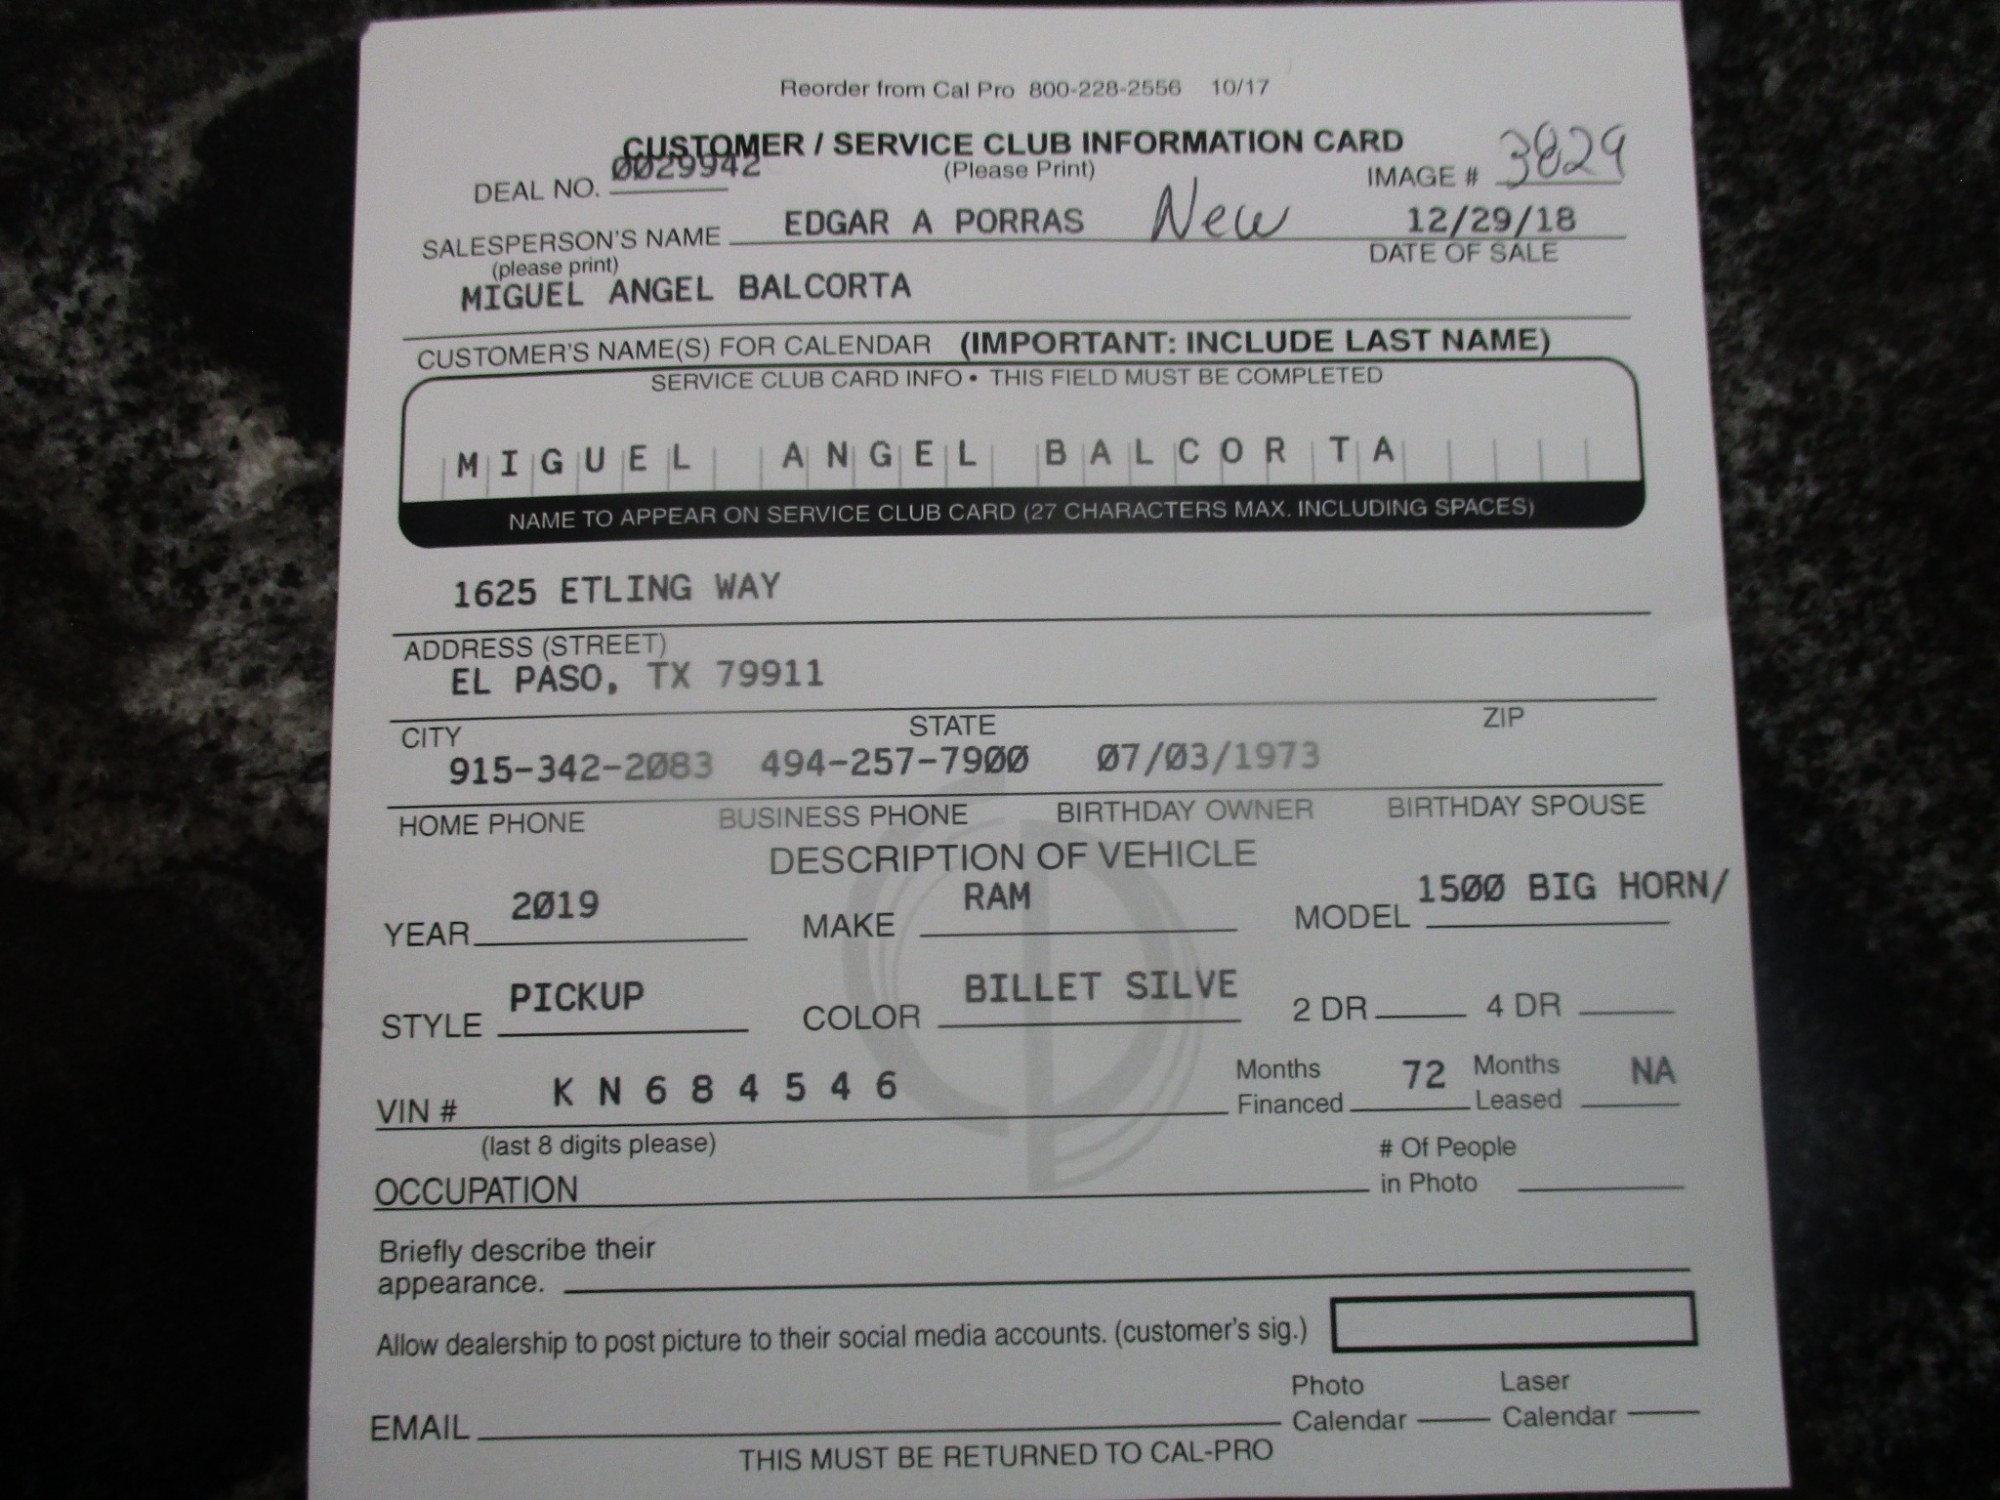 Reorder from Cal Pro 800-228-2556 10/17
CUSTOMER / SERVICE CLUB INFORMATION CARD
(Please Print)
DEAL NO. 0029942
IMAGE # 3829
SALESPERSON'S NAME EDGAR A PORRAS New 12/29/18
(please print) DATE OF SALE
MIGUEL ANGEL BALCORTA
CUSTOMER'S NAME(S) FOR CALENDAR (IMPORTANT: INCLUDE LAST NAME)
SERVICE CLUB CARD INFO • THIS FIELD MUST BE COMPLETED
MIGUEL ANGEL BALCORTA
NAME TO APPEAR ON SERVICE CLUB CARD (27 CHARACTERS MAX. INCLUDING SPACES)
1625 ETLING WAY
ADDRESS (STREET)
EL PASO, TX 79911
CITY STATE ZIP
915-342-2083 494-257-7900 07/03/1973
HOME PHONE BUSINESS PHONE BIRTHDAY OWNER BIRTHDAY SPOUSE
DESCRIPTION OF VEHICLE
YEAR 2019 MAKE RAM MODEL 1500 BIG HORN/
STYLE PICKUP COLOR BILLET SILVE 2 DR 4 DR
VIN # KN684546 Months Financed 72 Months Leased NA
(last 8 digits please)
OCCUPATION # Of People in Photo
Briefly describe their
appearance.
Allow dealership to post picture to their social media accounts. (customer's sig.)
EMAIL Photo Calendar Laser Calendar
THIS MUST BE RETURNED TO CAL-PRO